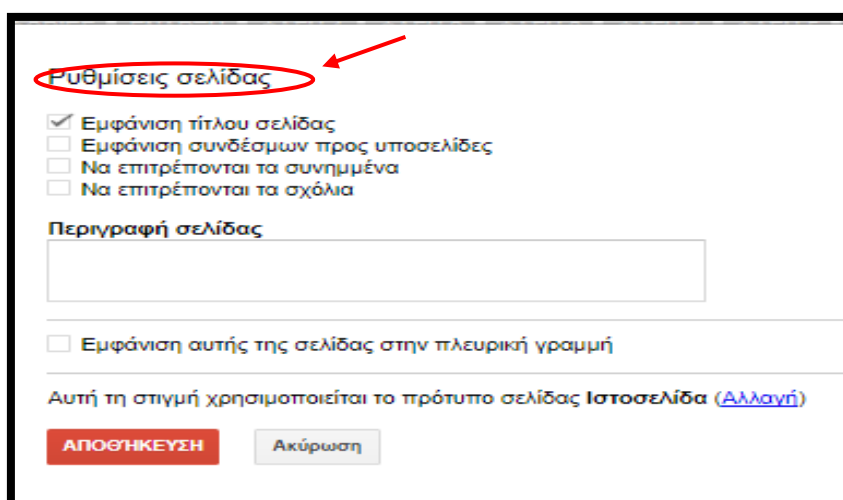 Ρυθμίσεις σελίδας
Εμφάνιση τίτλου σελίδας
Εμφάνιση συνδέσμων προς υποσελίδες
Να επιτρέπονται τα συνημμένα
Να επιτρέπονται τα σχόλια
Περιγραφή σελίδας
Εμφάνιση αυτής της σελίδας στην πλευρική γραμμή
Αυτή τη στιγμή χρησιμοποιείται το πρότυπο σελίδας Ιστοσελίδα (Αλλαγή)
ΑΠΟΘΉΚΕΥΣΗ Ακύρωση